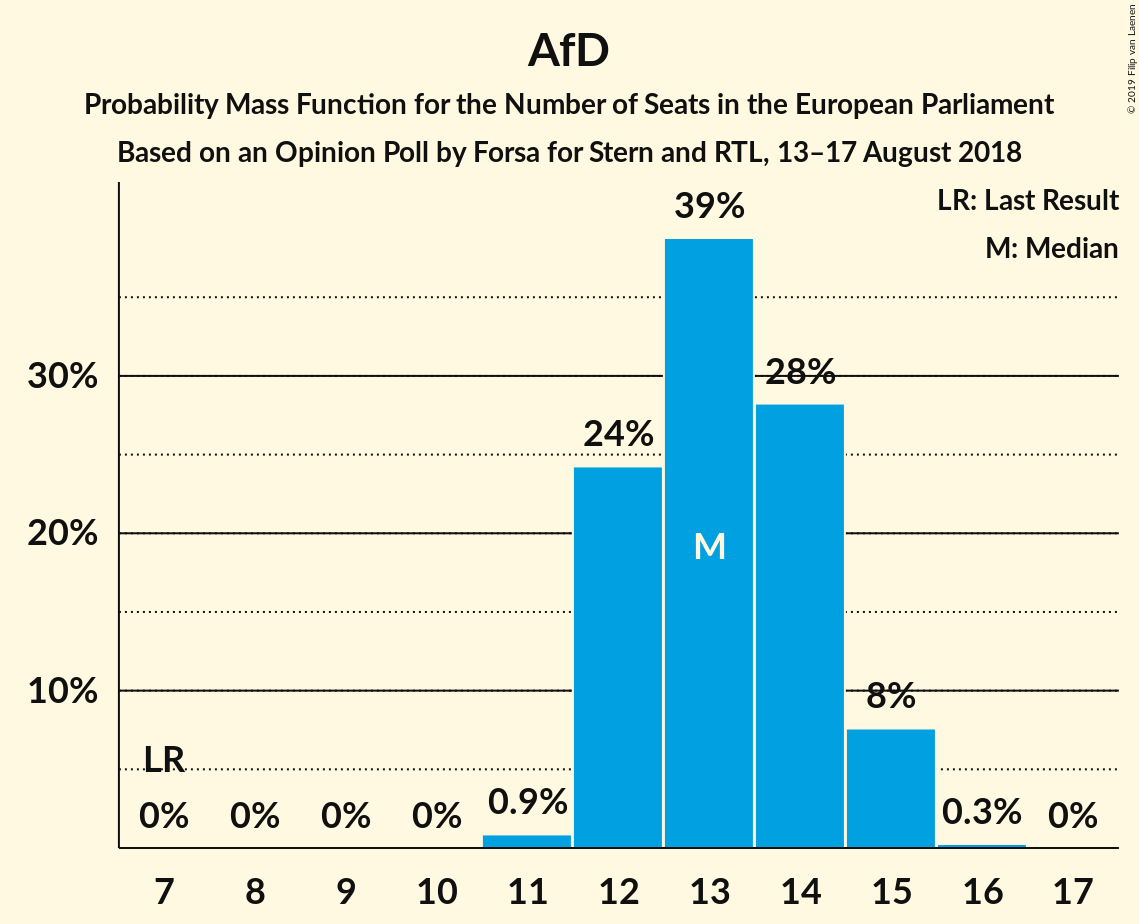 AfD
Probability Mass Function for the Number of Seats in the European Parliament
Based on an Opinion Poll by Forsa for Stern and RTL, 13–17 August 2018
© 2019 Filip van Laenen
LR: Last Result
M: Median
39%
30%
28%
24%
20%
M
10%
8%
LR
0% 0% 0% 0% 0.9% 0.3% 0%
7 8 9 10 11 12 13 14 15 16 17